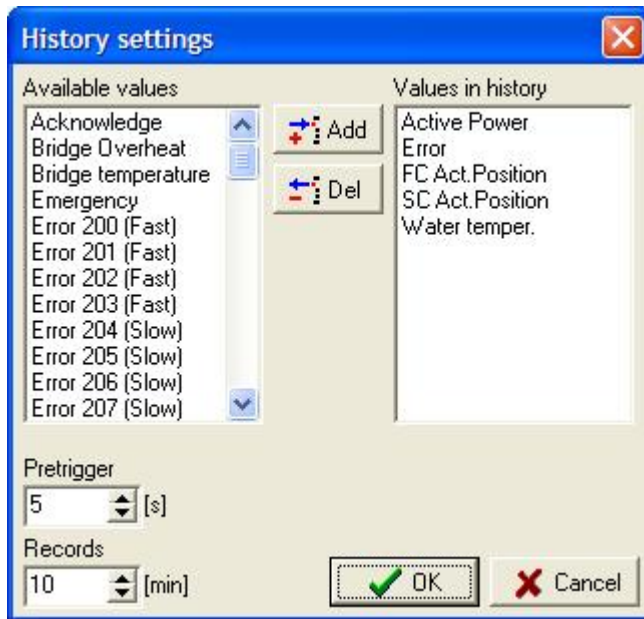 History settings
Available values
Acknowledge
Bridge Overheat
Bridge temperature
Emergency
Error 200 (Fast)
Error 201 (Fast)
Error 202 (Fast)
Error 203 (Fast)
Error 204 (Slow)
Error 205 (Slow)
Error 206 (Slow)
Error 207 (Slow)
Add
Del
Values in history
Active Power
Error
FC Act.Position
SC Act.Position
Water temper.
Pretrigger
5 [s]
Records
10 [min]
OK
Cancel